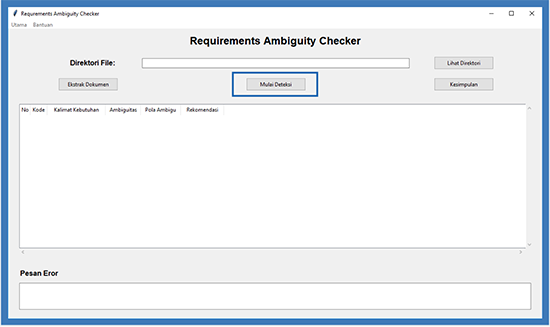 Requrements Ambiguity Checker
Utama Bantuan
Requirements Ambiguity Checker
Direktori File:
Lihat Direktori
Ekstrak Dokumen
Mulai Deteksi
Kesimpulan
No Kode Kalimat Kebutuhan Ambiguitas Pola Ambigu Rekomendasi
Pesan Eror